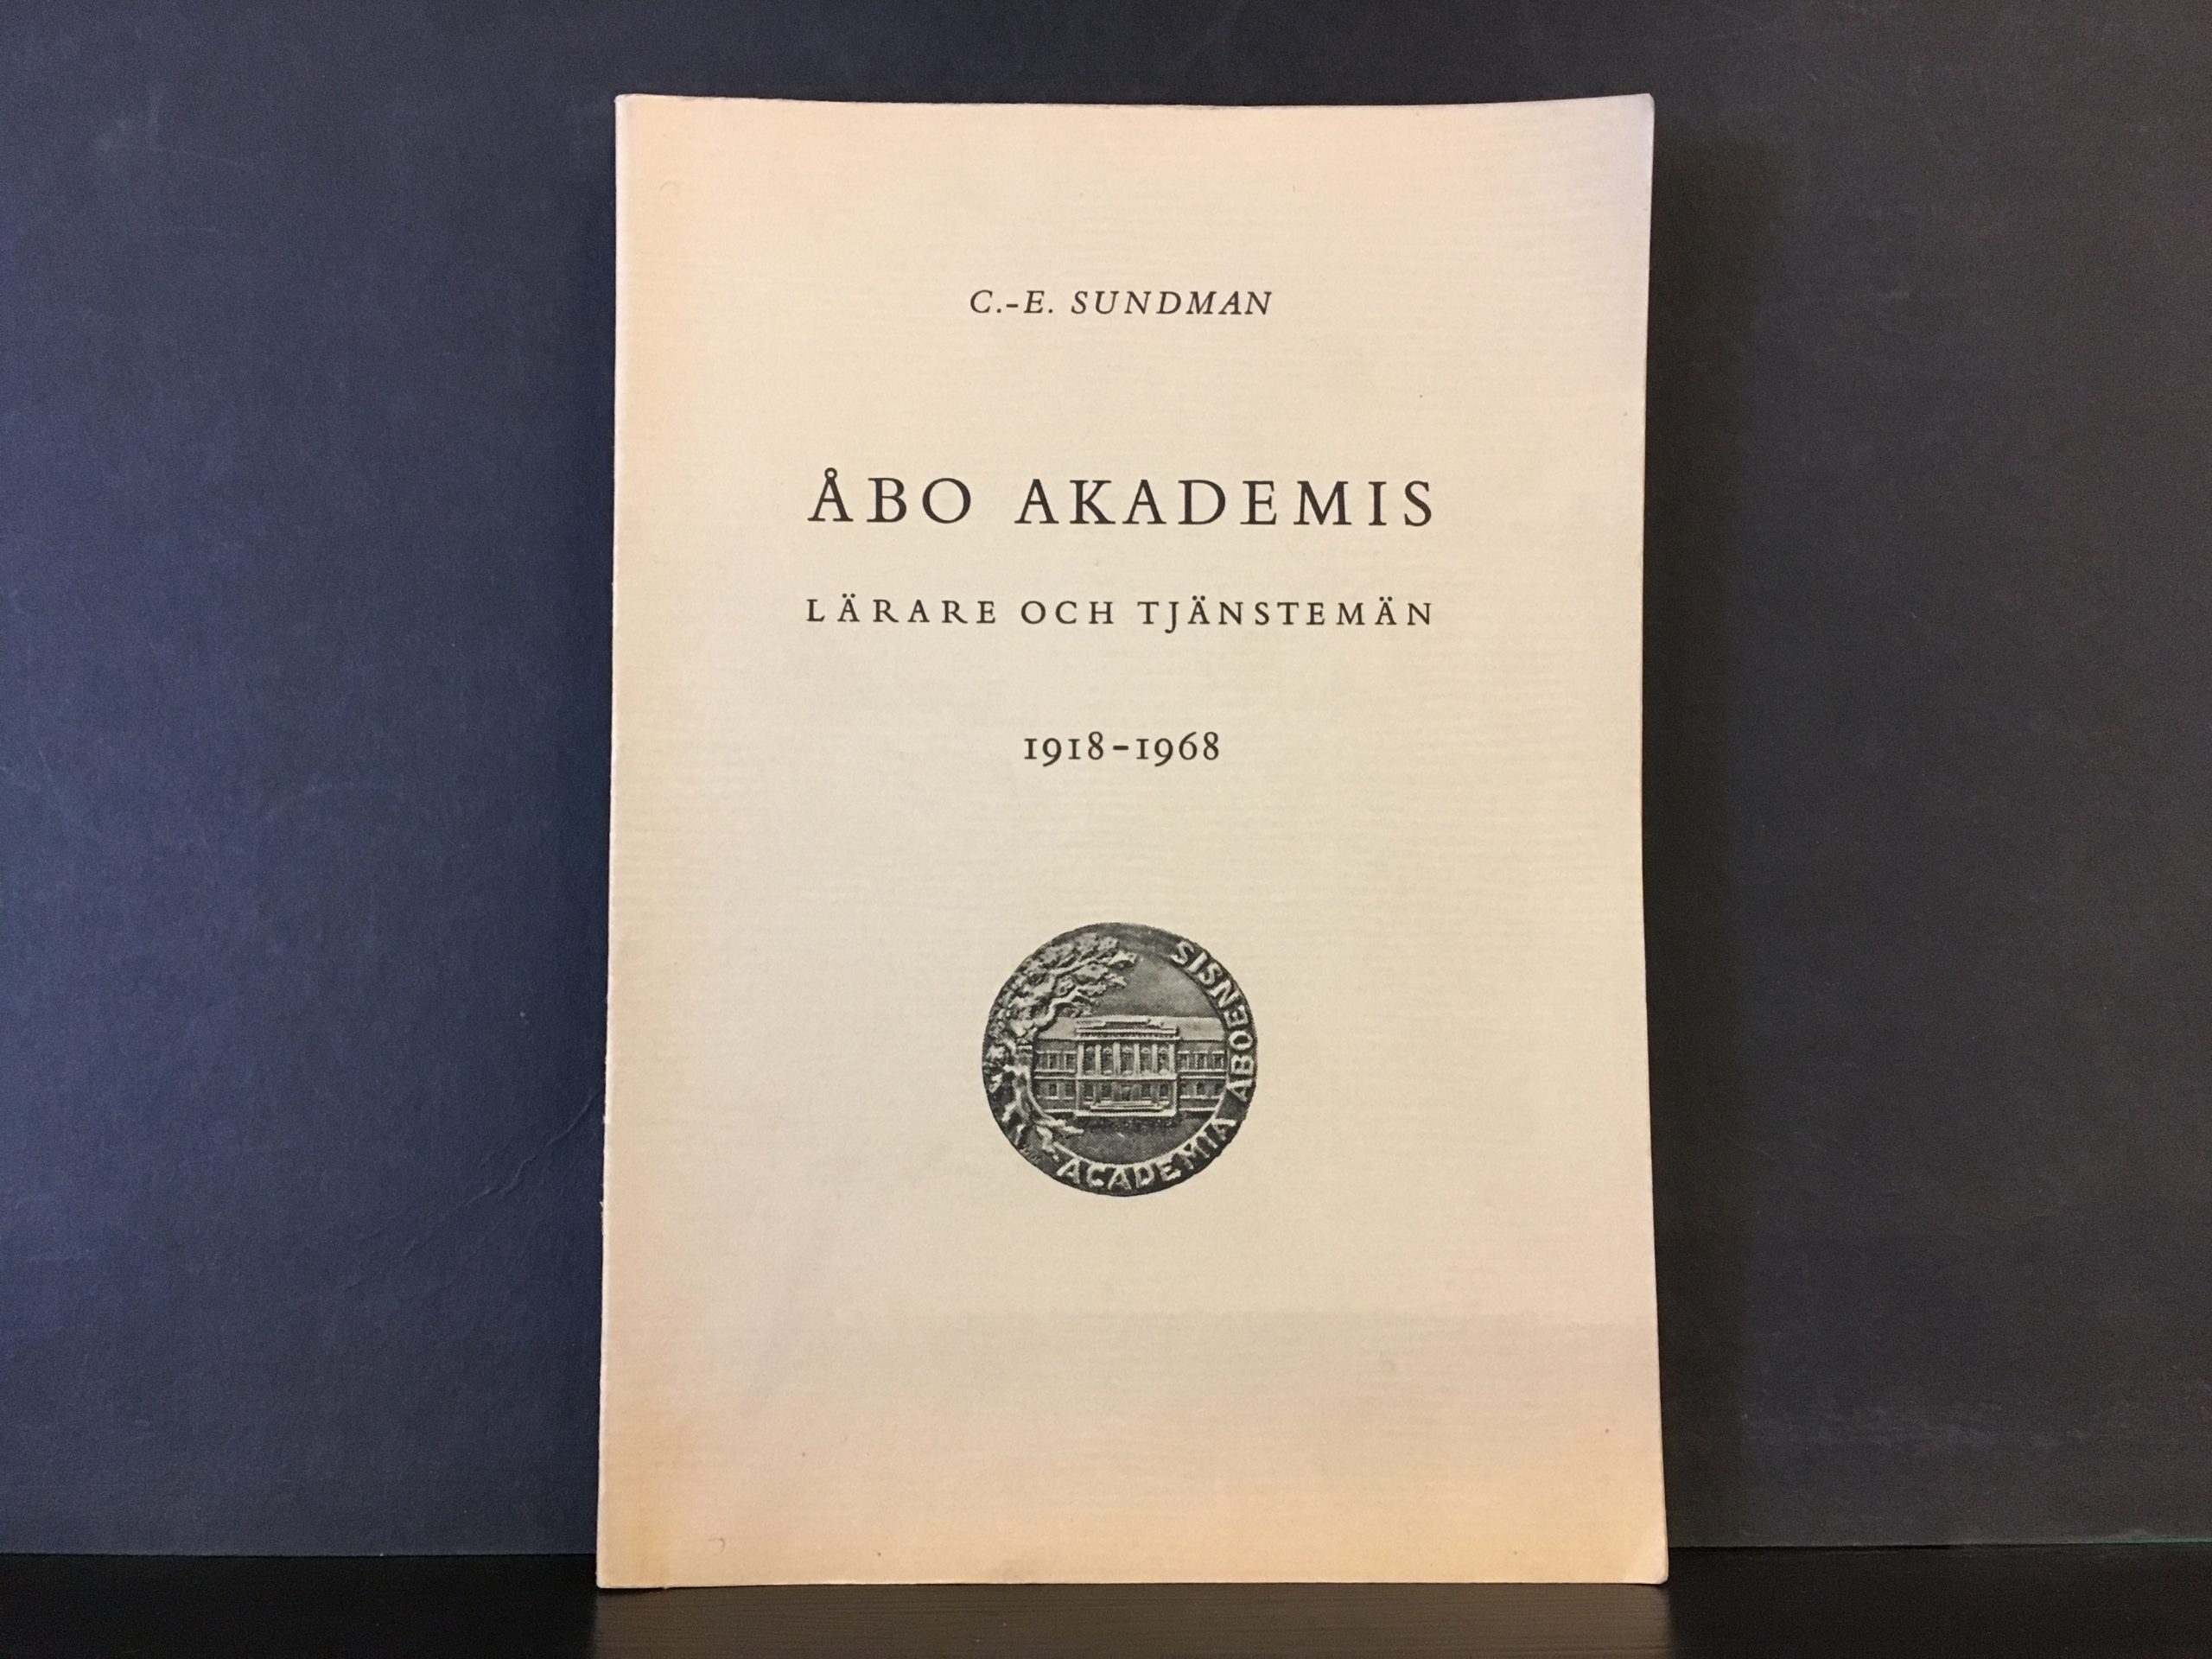 C.-E. SUNDMAN
ÅBO AKADEMIS
LÄRARE OCH TJÄNSTEMÄN
1918-1968
ACADEMIA ABOENSIS